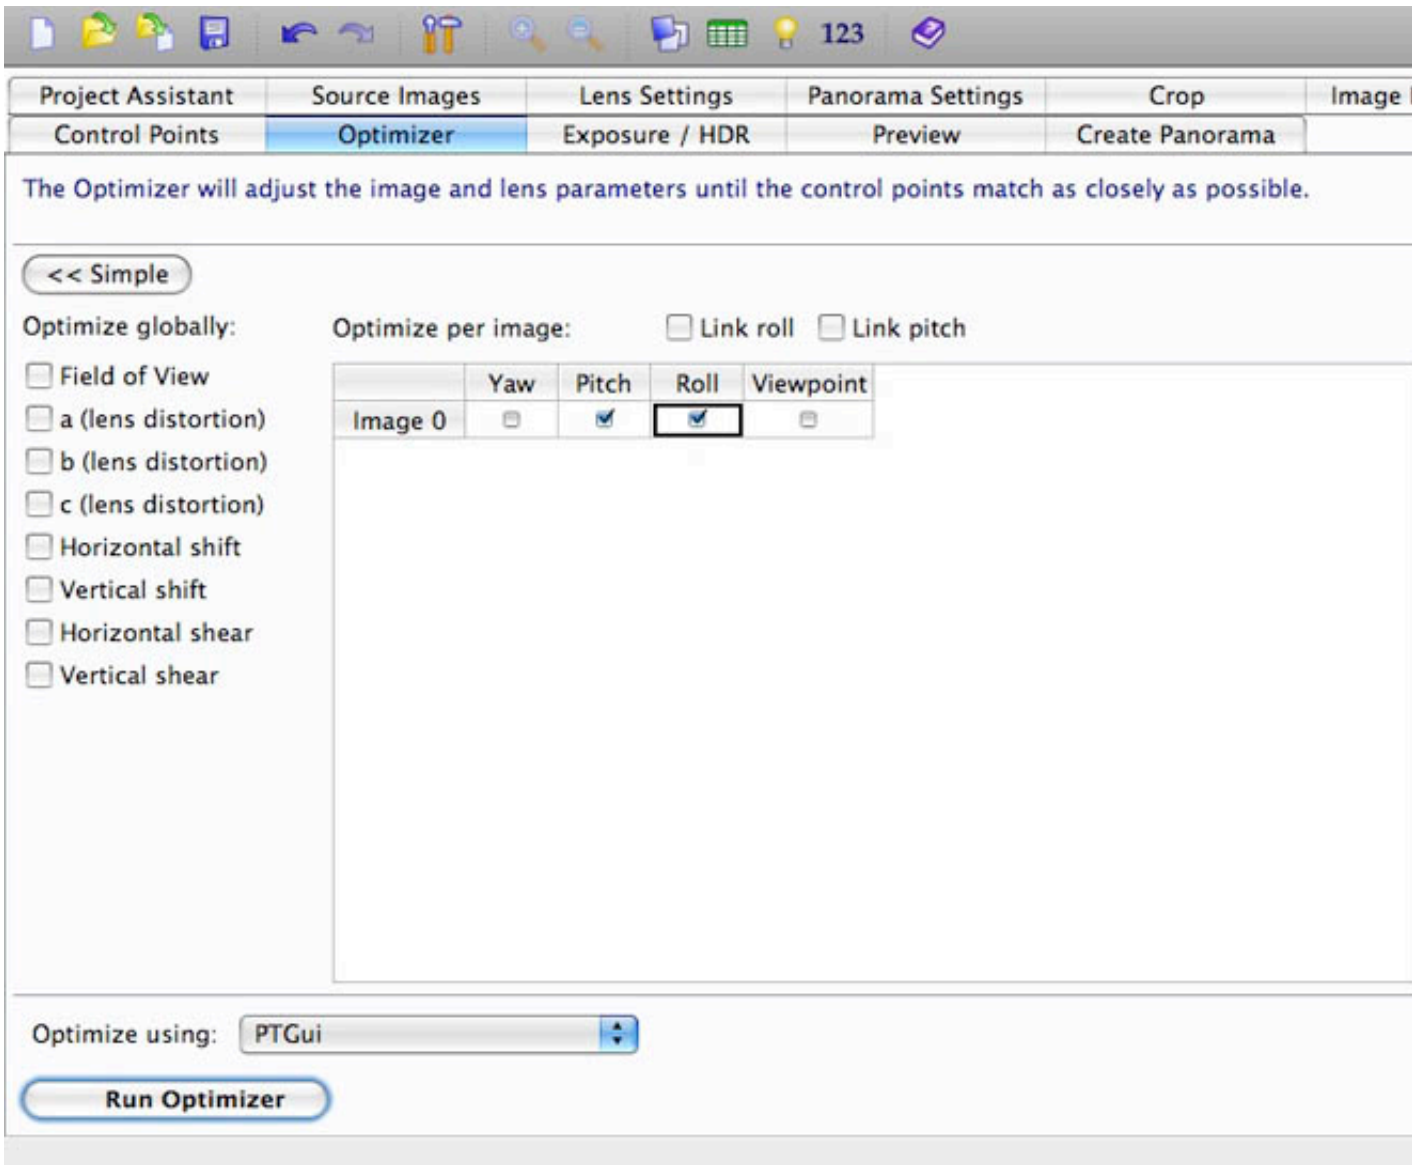 123
Project Assistant Source Images Lens Settings Panorama Settings Crop Image
Control Points Optimizer Exposure / HDR Preview Create Panorama
The Optimizer will adjust the image and lens parameters until the control points match as closely as possible.
<< Simple
Optimize globally:
Optimize per image: Link roll Link pitch
Field of View
a (lens distortion)
b (lens distortion)
c (lens distortion)
Horizontal shift
Vertical shift
Horizontal shear
Vertical shear
Yaw Pitch Roll Viewpoint
Image 0
Optimize using: PTGui
Run Optimizer